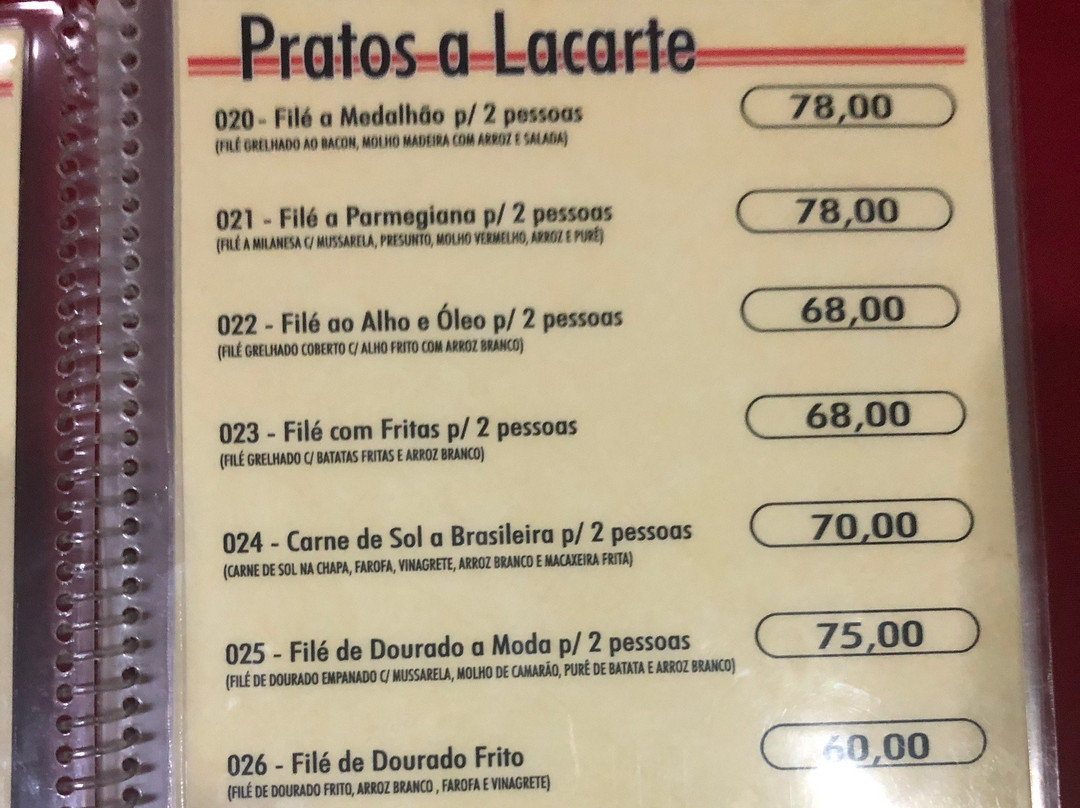 Pratos a Lacarte
020 - Filé a Medalhão p/ 2 pessoas 78,00
(FILÉ GRELHADO AO BACON, MOLHO MADEIRA COM ARROZ E SALADA)
021 - Filé a Parmegiana p/ 2 pessoas 78,00
(FILÉ A MILANESA C/ MUSSARELA, PRESUNTO, MOLHO VERMELHO, ARROZ E PURÊ)
022 - Filé ao Alho e Óleo p/ 2 pessoas 68,00
(FILÉ GRELHADO COBERTO C/ ALHO FRITO COM ARROZ BRANCO)
023 - Filé com Fritas p/ 2 pessoas 68,00
(FILÉ GRELHADO C/ BATATAS FRITAS E ARROZ BRANCO)
024 - Carne de Sol a Brasileira p/ 2 pessoas 70,00
(CARNE DE SOL NA CHAPA, FAROFA, VINAGRETE, ARROZ BRANCO E MACAXEIRA FRITA)
025 - Filé de Dourado a Moda p/ 2 pessoas 75,00
(FILÉ DE DOURADO EMPANADO C/ MUSSARELA, MOLHO DE CAMARÃO, PURÊ DE BATATA E ARROZ BRANCO)
026 - Filé de Dourado Frito 60,00
(FILÉ DE DOURADO FRITO, ARROZ BRANCO , FAROFA E VINAGRETE)